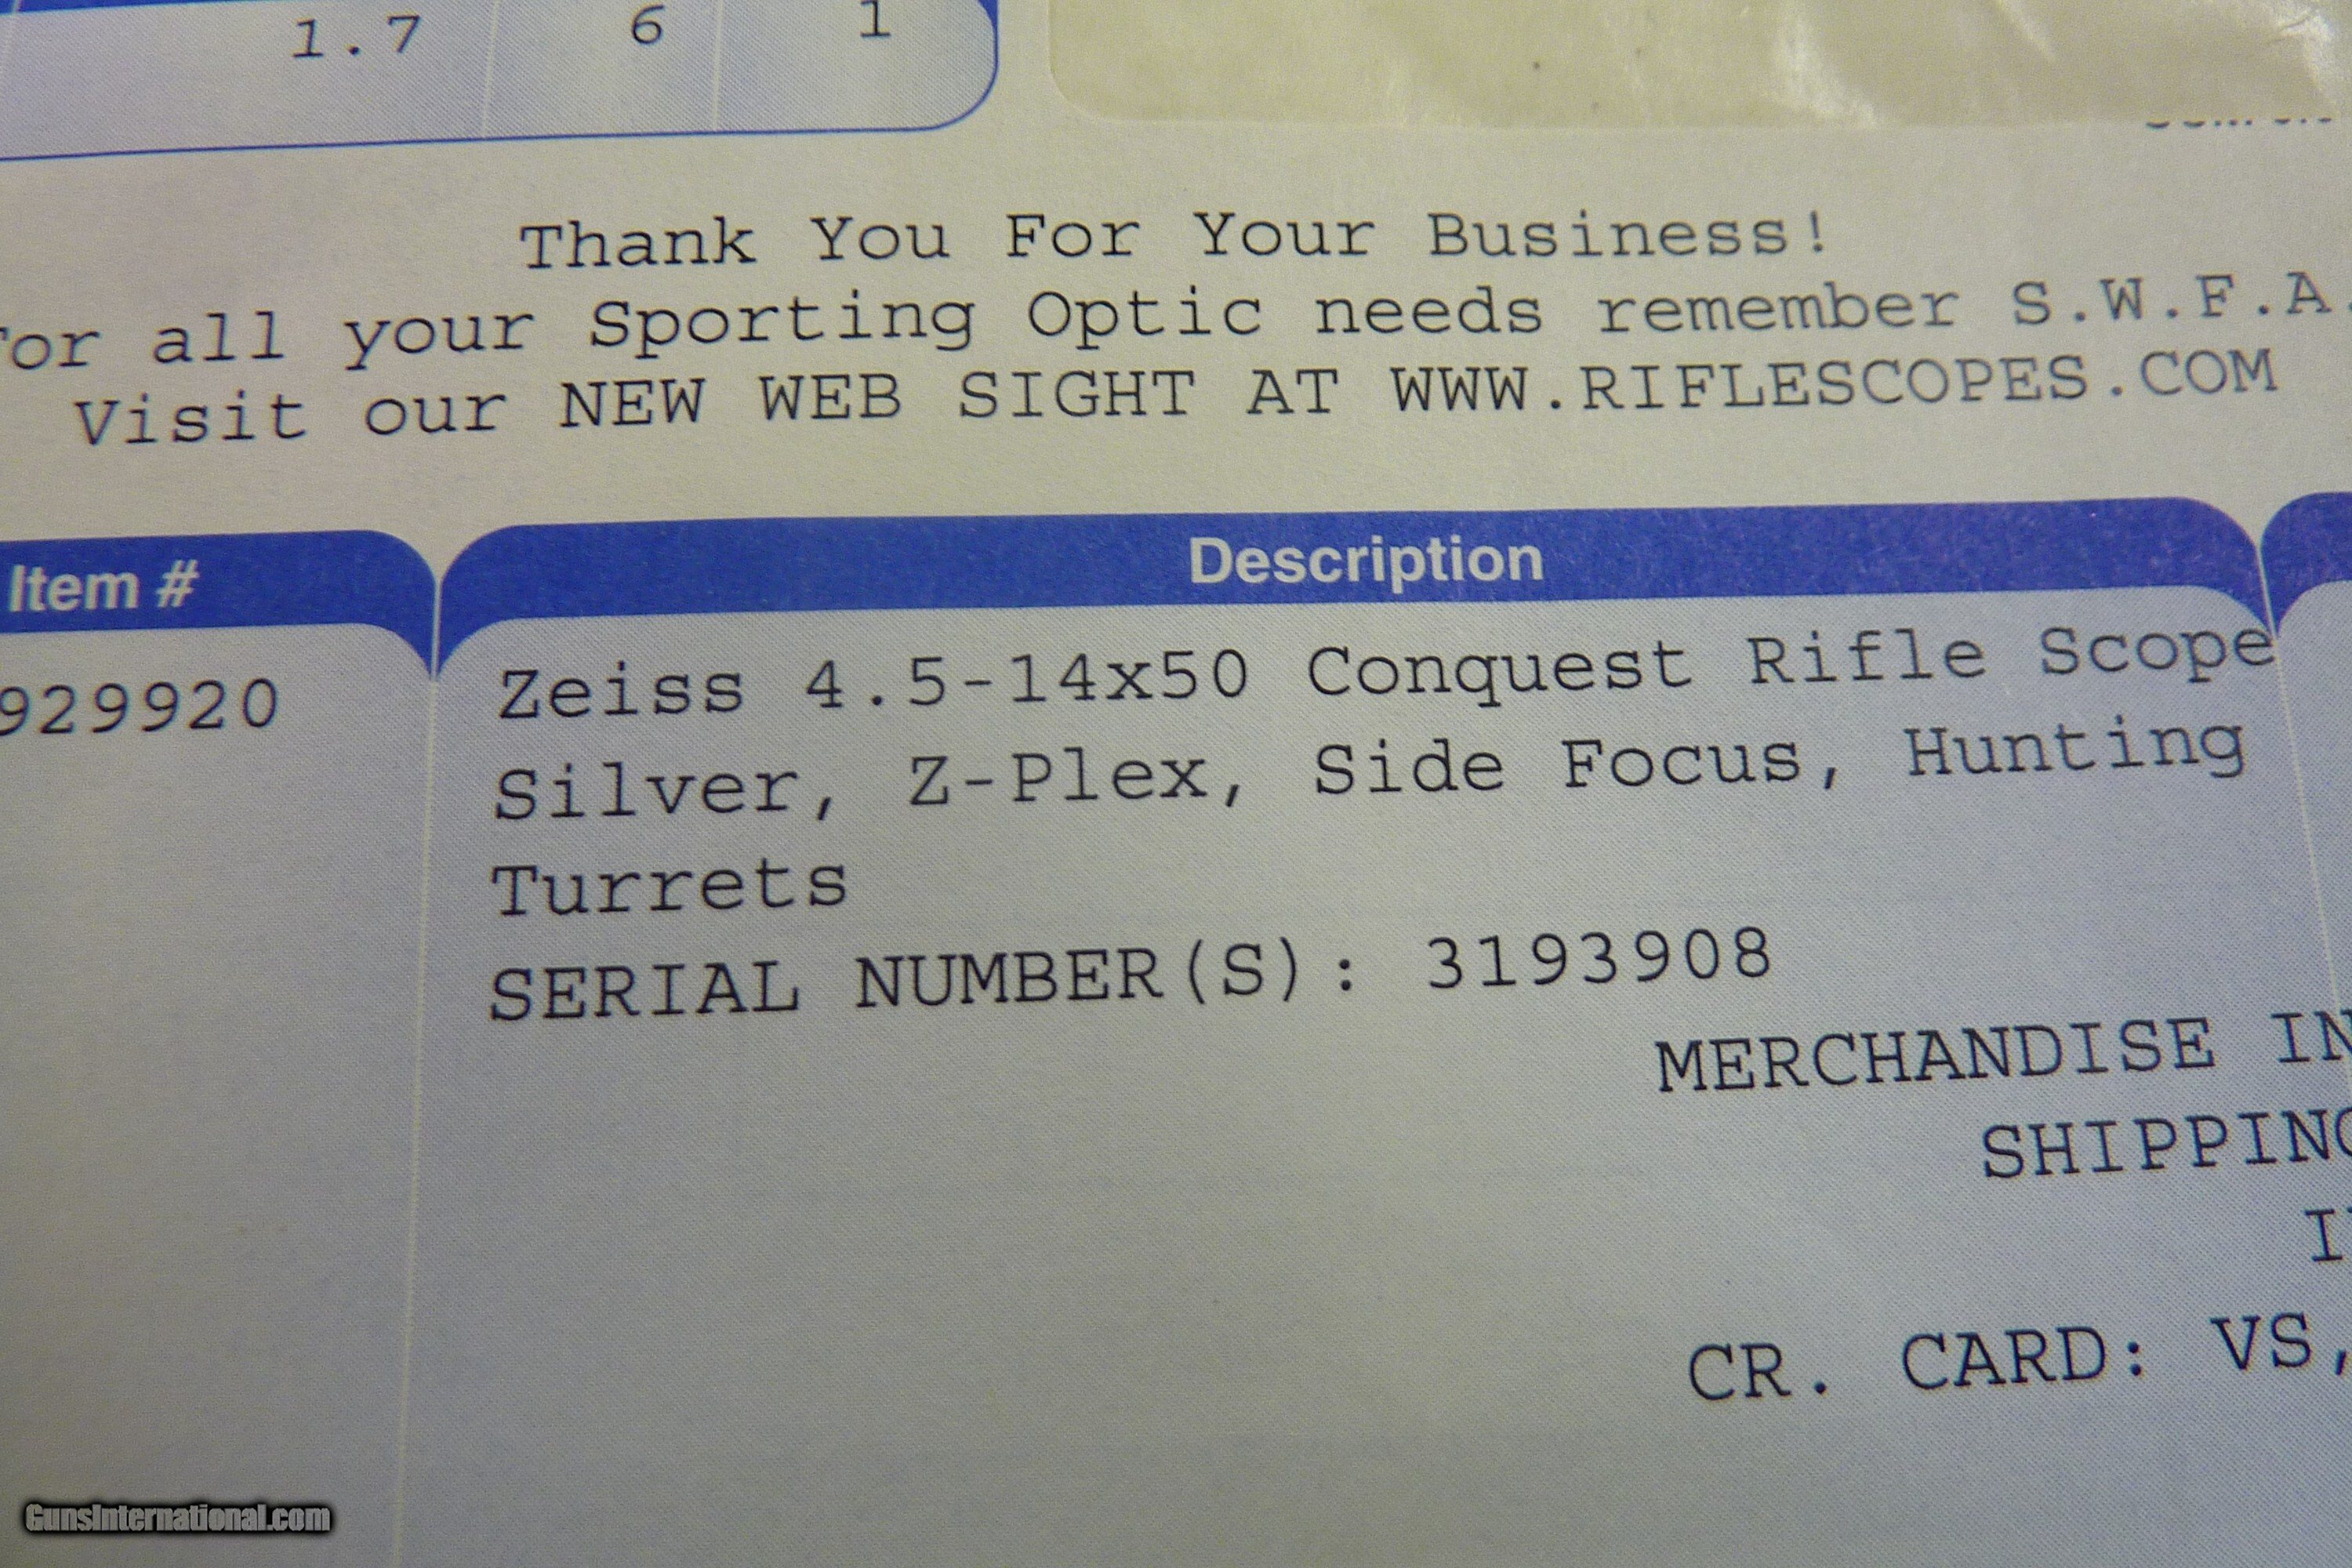 1.7 6 1
Thank You For Your Business!
For all your Sporting Optic needs remember S.W.F.A
Visit our NEW WEB SIGHT AT WWW.RIFLESCOPES.COM
Item # Description
929920 Zeiss 4.5-14x50 Conquest Rifle Scope
Silver, Z-Plex, Side Focus, Hunting
Turrets
SERIAL NUMBER(S): 3193908
MERCHANDISE IN
SHIPPING
CR. CARD: VS,
GunsInternational.com